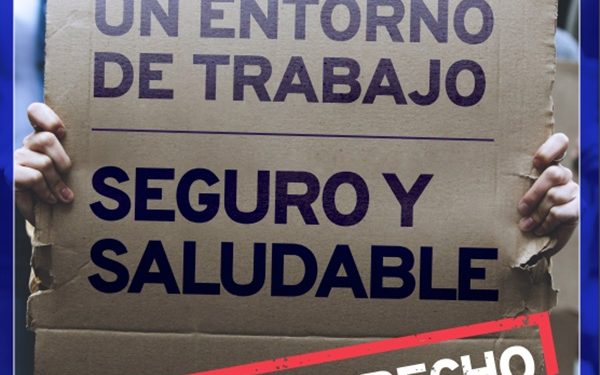 UN ENTORNO
DE TRABAJO
SEGURO Y
SALUDABLE